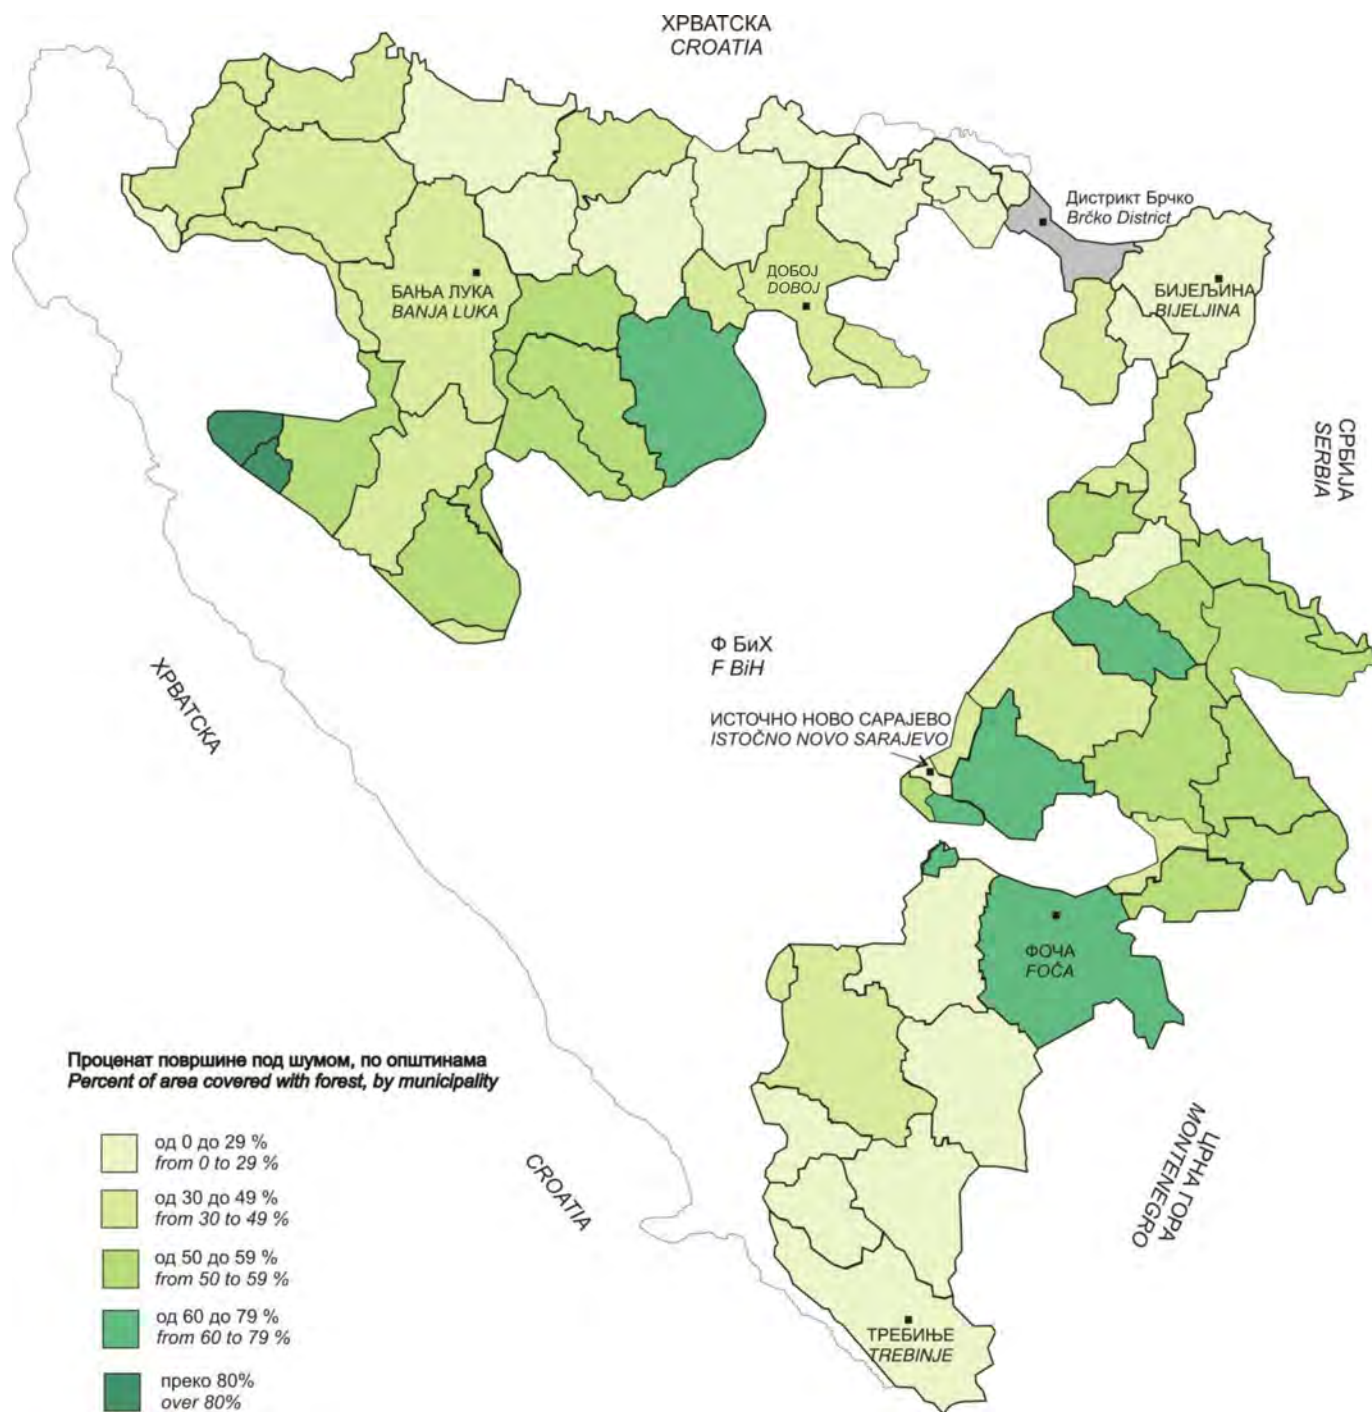 ХРВАТСКА
CROATIA
Дистрикт Брчко
Brčko District
ДОБОЈ
DOBOJ
БАЊА ЛУКА
BANJA LUKA
БИЈЕЉИНА
BIJELJINA
СРБИЈА
SERBIA
Ф БиХ
F BiH
ХРВАТСКА
ИСТОЧНО НОВО САРАЈЕВО
ISTOČNO NOVO SARAJEVO
ФОЧА
FOČA
Проценат површине под шумом, по општинама
Percent of area covered with forest, by municipality
од 0 до 29 %
from 0 to 29 %
од 30 до 49 %
from 30 to 49 %
од 50 до 59 %
from 50 to 59 %
од 60 до 79 %
from 60 to 79 %
преко 80%
over 80%
CROATIA
ЦРНА ГОРА
MONTENEGRO
ТРЕБИЊЕ
TREBINJE